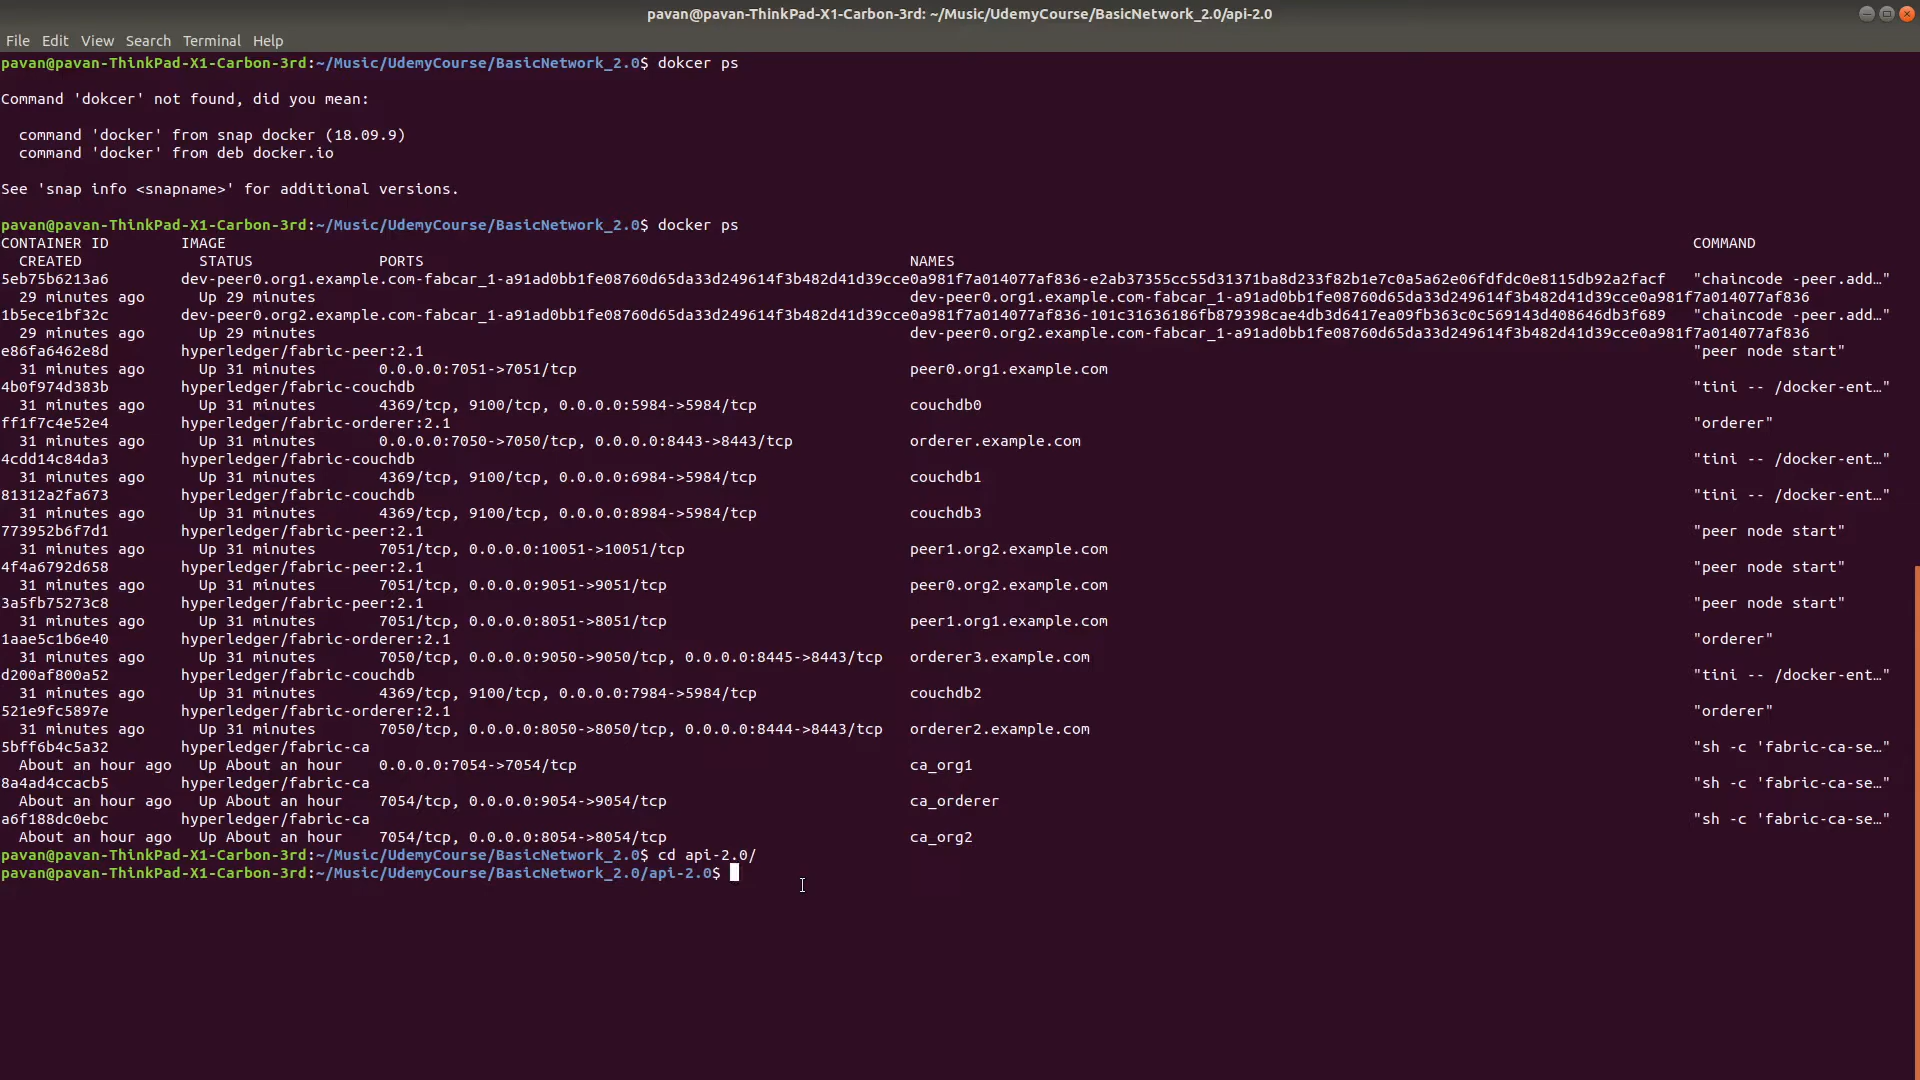 pavan@pavan-ThinkPad-X1-Carbon-3rd: ~/Music/UdemyCourse/BasicNetwork_2.0/api-2.0
File Edit View Search Terminal Help
pavan@pavan-ThinkPad-X1-Carbon-3rd:~/Music/UdemyCourse/BasicNetwork_2.0$ dokcer ps
Command 'dokcer' not found, did you mean:
command 'docker' from snap docker (18.09.9)
command 'docker' from deb docker.io
See 'snap info <snapname>' for additional versions.
pavan@pavan-ThinkPad-X1-Carbon-3rd:~/Music/UdemyCourse/BasicNetwork_2.0$ docker ps
CONTAINER ID IMAGE COMMAND
CREATED STATUS PORTS NAMES
5eb75b6213a6 dev-peer0.org1.example.com-fabcar_1-a91ad0bb1fe08760d65da33d249614f3b482d41d39cce0a981f7a014077af836-e2ab37355cc55d31371ba8d233f82b1e7c0a5a62e06fdfdc0e8115db92a2facf "chaincode -peer.add…"
29 minutes ago Up 29 minutes dev-peer0.org1.example.com-fabcar_1-a91ad0bb1fe08760d65da33d249614f3b482d41d39cce0a981f7a014077af836
1b5ece1bf32c dev-peer0.org2.example.com-fabcar_1-a91ad0bb1fe08760d65da33d249614f3b482d41d39cce0a981f7a014077af836-101c31636186fb879398cae4db3d6417ea09fb363c0c569143d408646db3f689 "chaincode -peer.add…"
29 minutes ago Up 29 minutes dev-peer0.org2.example.com-fabcar_1-a91ad0bb1fe08760d65da33d249614f3b482d41d39cce0a981f7a014077af836
e86fa6462e8d hyperledger/fabric-peer:2.1 "peer node start"
31 minutes ago Up 31 minutes 0.0.0.0:7051->7051/tcp peer0.org1.example.com
4b0f974d383b hyperledger/fabric-couchdb "tini -- /docker-ent…"
31 minutes ago Up 31 minutes 4369/tcp, 9100/tcp, 0.0.0.0:5984->5984/tcp couchdb0
ff1f7c4e52e4 hyperledger/fabric-orderer:2.1 "orderer"
31 minutes ago Up 31 minutes 0.0.0.0:7050->7050/tcp, 0.0.0.0:8443->8443/tcp orderer.example.com
4cdd14c84da3 hyperledger/fabric-couchdb "tini -- /docker-ent…"
31 minutes ago Up 31 minutes 4369/tcp, 9100/tcp, 0.0.0.0:6984->5984/tcp couchdb1
81312a2fa673 hyperledger/fabric-couchdb "tini -- /docker-ent…"
31 minutes ago Up 31 minutes 4369/tcp, 9100/tcp, 0.0.0.0:8984->5984/tcp couchdb3
773952b6f7d1 hyperledger/fabric-peer:2.1 "peer node start"
31 minutes ago Up 31 minutes 7051/tcp, 0.0.0.0:10051->10051/tcp peer1.org2.example.com
4f4a6792d658 hyperledger/fabric-peer:2.1 "peer node start"
31 minutes ago Up 31 minutes 7051/tcp, 0.0.0.0:9051->9051/tcp peer0.org2.example.com
3a5fb75273c8 hyperledger/fabric-peer:2.1 "peer node start"
31 minutes ago Up 31 minutes 7051/tcp, 0.0.0.0:8051->8051/tcp peer1.org1.example.com
1aae5c1b6e40 hyperledger/fabric-orderer:2.1 "orderer"
31 minutes ago Up 31 minutes 7050/tcp, 0.0.0.0:9050->9050/tcp, 0.0.0.0:8445->8443/tcp orderer3.example.com
d200af800a52 hyperledger/fabric-couchdb "tini -- /docker-ent…"
31 minutes ago Up 31 minutes 4369/tcp, 9100/tcp, 0.0.0.0:7984->5984/tcp couchdb2
521e9fc5897e hyperledger/fabric-orderer:2.1 "orderer"
31 minutes ago Up 31 minutes 7050/tcp, 0.0.0.0:8050->8050/tcp, 0.0.0.0:8444->8443/tcp orderer2.example.com
5bff6b4c5a32 hyperledger/fabric-ca "sh -c 'fabric-ca-se…"
About an hour ago Up About an hour 0.0.0.0:7054->7054/tcp ca_org1
8a4ad4ccacb5 hyperledger/fabric-ca "sh -c 'fabric-ca-se…"
About an hour ago Up About an hour 7054/tcp, 0.0.0.0:9054->9054/tcp ca_orderer
a6f188dc0ebc hyperledger/fabric-ca "sh -c 'fabric-ca-se…"
About an hour ago Up About an hour 7054/tcp, 0.0.0.0:8054->8054/tcp ca_org2
pavan@pavan-ThinkPad-X1-Carbon-3rd:~/Music/UdemyCourse/BasicNetwork_2.0$ cd api-2.0/
pavan@pavan-ThinkPad-X1-Carbon-3rd:~/Music/UdemyCourse/BasicNetwork_2.0/api-2.0$